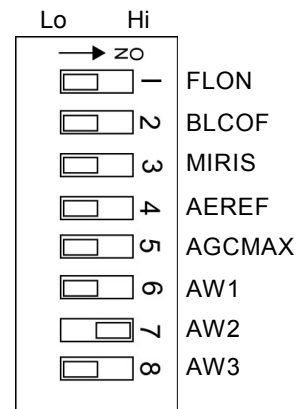 Lo Hi
ON
1 FLON
2 BLCOF
3 MIRIS
4 AEREF
5 AGCMAX
6 AW1
7 AW2
8 AW3